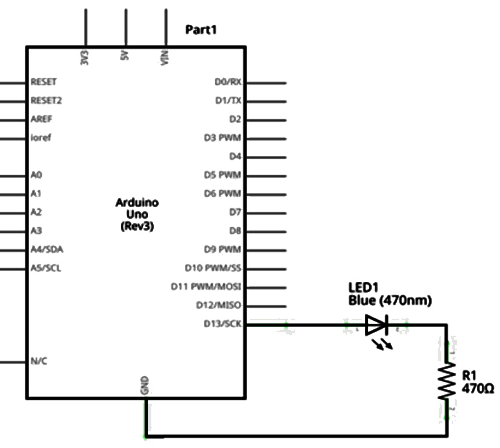 Part1
3V3
5V
VIN
RESET
RESET2
AREF
ioref
A0
A1
A2
A3
A4/SDA
A5/SCL
N/C
Arduino
Uno
(Rev3)
D0/RX
D1/TX
D2
D3 PWM
D4
D5 PWM
D6 PWM
D7
D8
D9 PWM
D10 PWM/SS
D11 PWM/MOSI
D12/MISO
D13/SCK
GND
LED1
Blue (470nm)
R1
470Ω